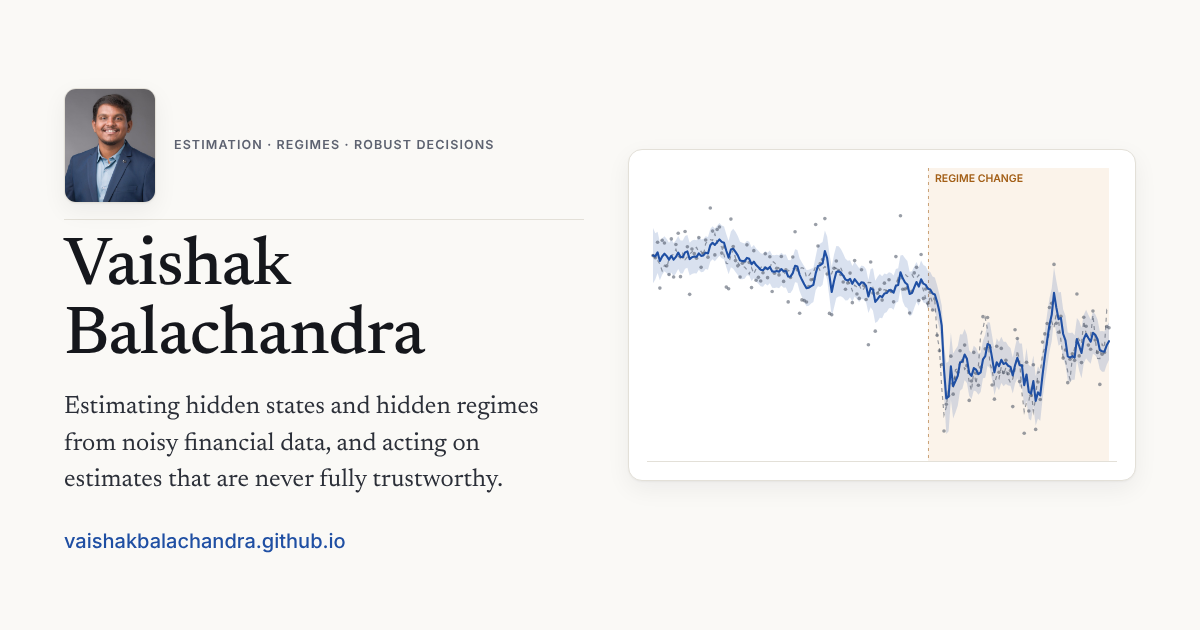 ESTIMATION · REGIMES · ROBUST DECISIONS
Vaishak
Balachandra
Estimating hidden states and hidden regimes
from noisy financial data, and acting on
estimates that are never fully trustworthy.
vaishakbalachandra.github.io
REGIME CHANGE